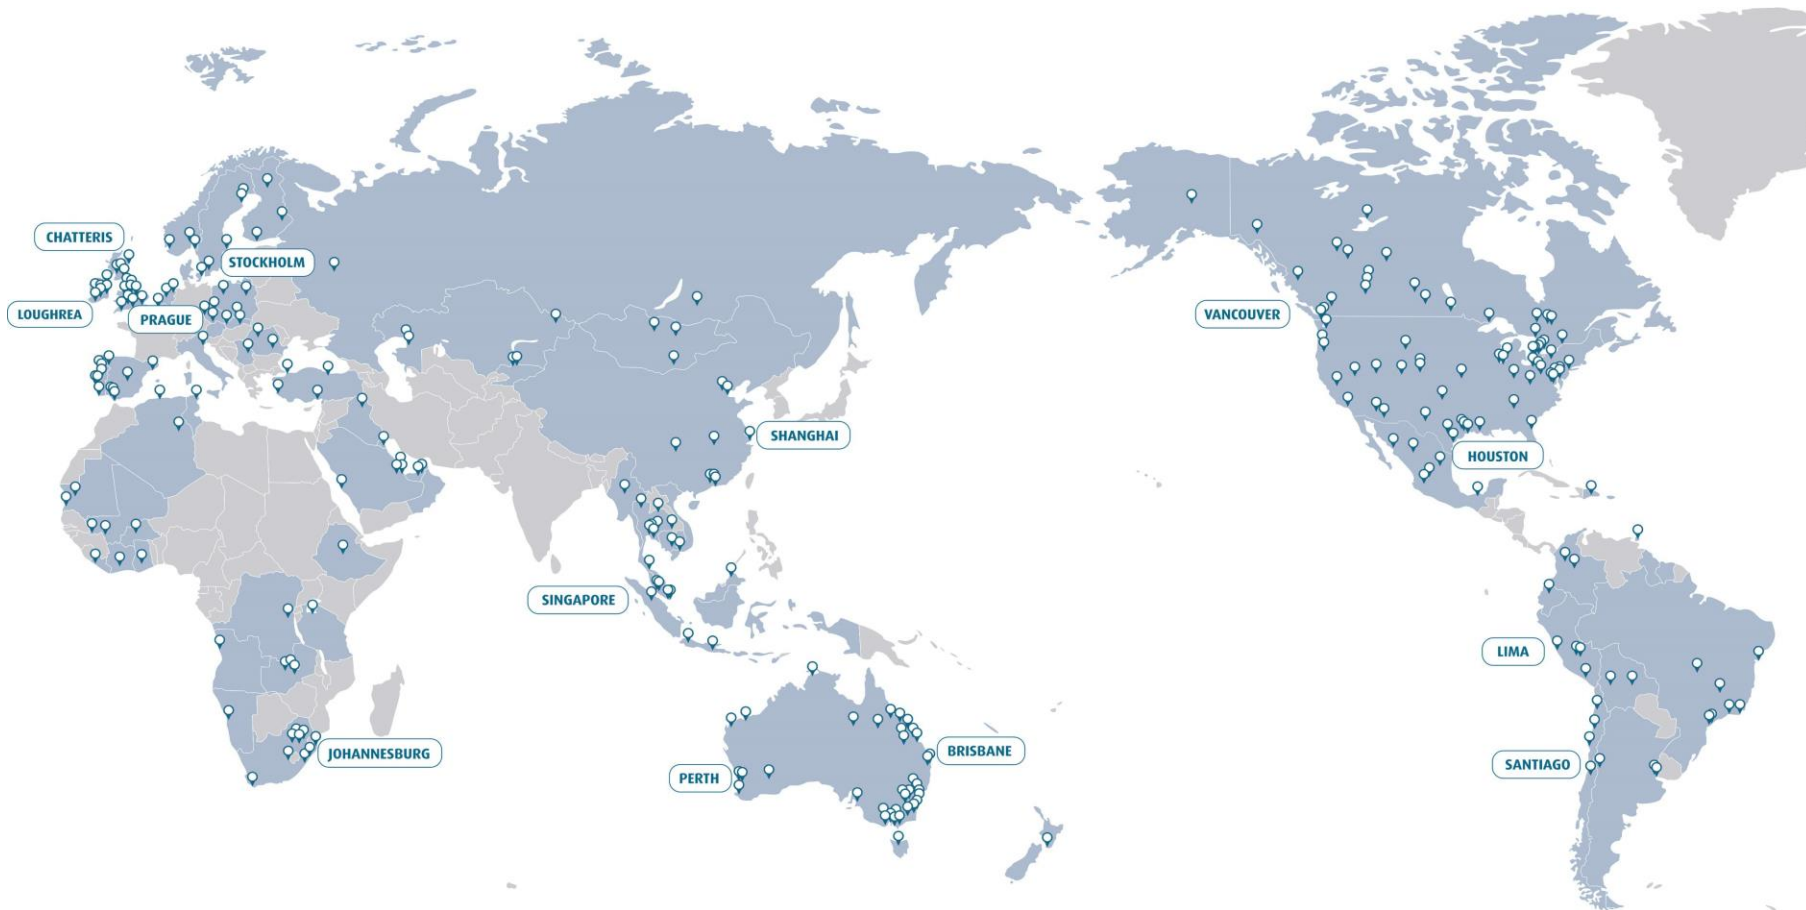 CHATTERIS
STOCKHOLM
LOUGHREA
PRAGUE
VANCOUVER
SHANGHAI
HOUSTON
SINGAPORE
LIMA
JOHANNESBURG
BRISBANE
PERTH
SANTIAGO